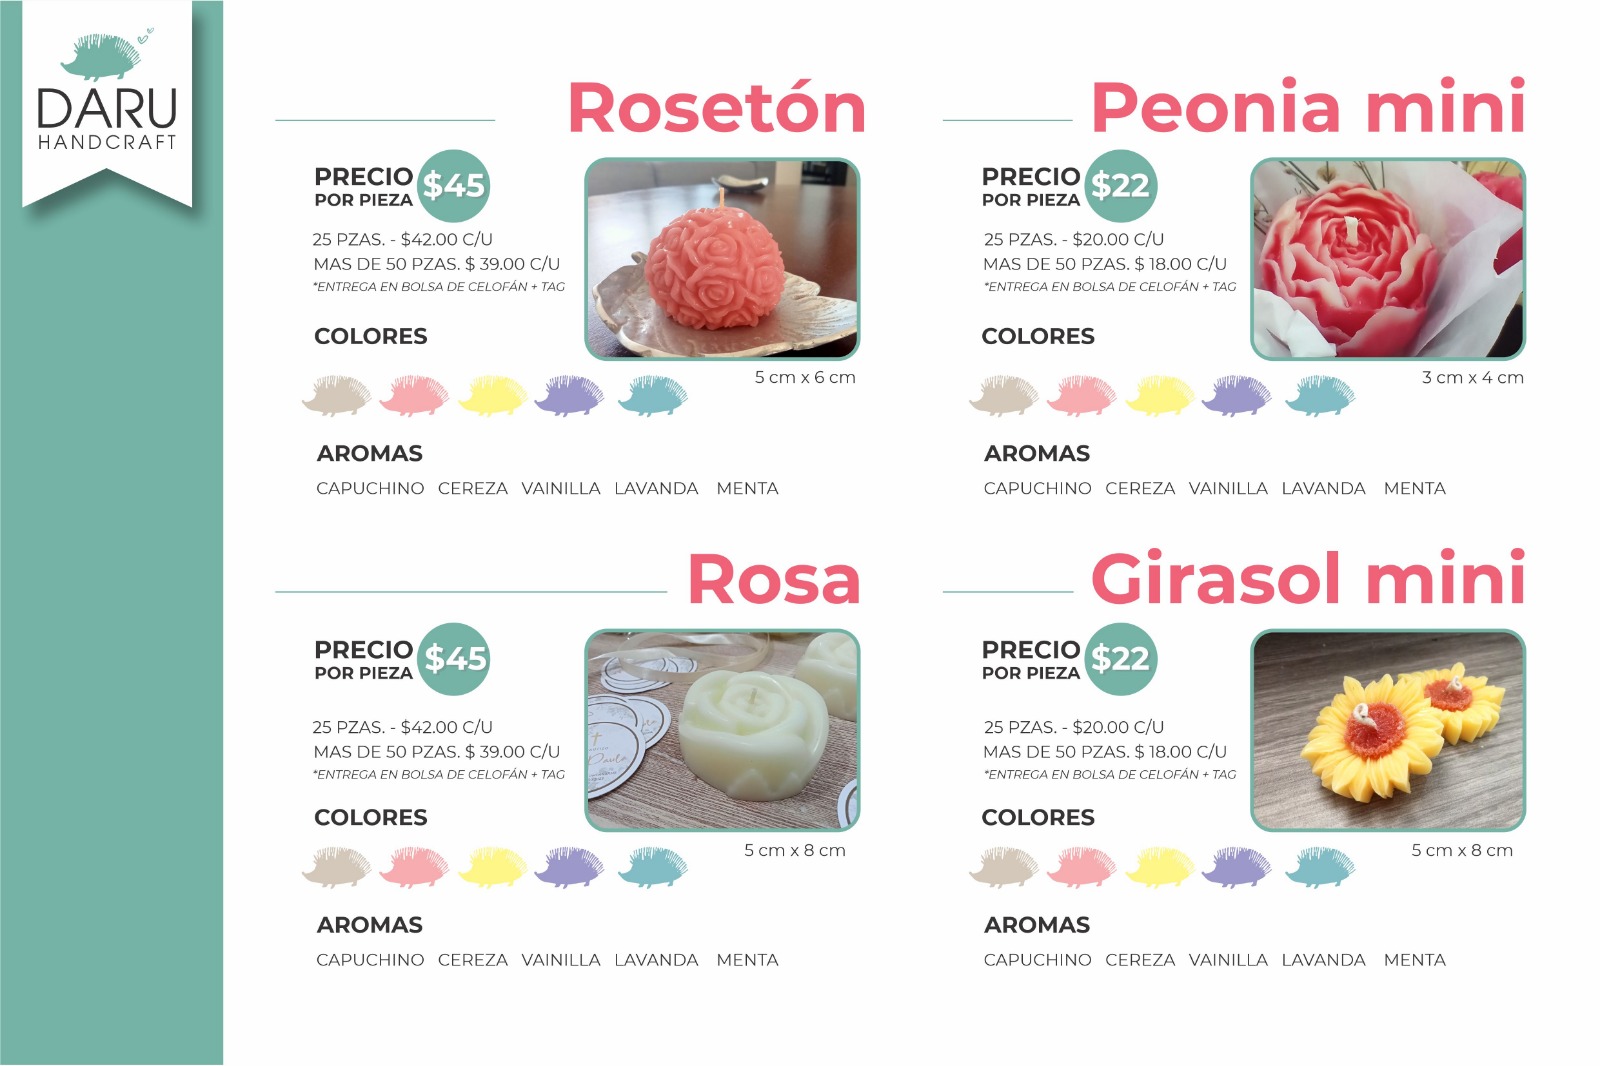 DARU
HANDCRAFT
Rosetón
PRECIO
POR PIEZA
$45
25 PZAS. - $42.00 C/U
MAS DE 50 PZAS. $ 39.00 C/U
*ENTREGA EN BOLSA DE CELOFÁN + TAG
5 cm x 6 cm
COLORES
AROMAS
CAPUCHINO CEREZA VAINILLA LAVANDA MENTA
Peonia mini
PRECIO
POR PIEZA
$22
25 PZAS. - $20.00 C/U
MAS DE 50 PZAS. $ 18.00 C/U
*ENTREGA EN BOLSA DE CELOFÁN + TAG
3 cm x 4 cm
COLORES
AROMAS
CAPUCHINO CEREZA VAINILLA LAVANDA MENTA
Rosa
PRECIO
POR PIEZA
$45
25 PZAS. - $42.00 C/U
MAS DE 50 PZAS. $ 39.00 C/U
*ENTREGA EN BOLSA DE CELOFÁN + TAG
Paula
5 cm x 8 cm
COLORES
AROMAS
CAPUCHINO CEREZA VAINILLA LAVANDA MENTA
Girasol mini
PRECIO
POR PIEZA
$22
25 PZAS. - $20.00 C/U
MAS DE 50 PZAS. $ 18.00 C/U
*ENTREGA EN BOLSA DE CELOFÁN + TAG
5 cm x 8 cm
COLORES
AROMAS
CAPUCHINO CEREZA VAINILLA LAVANDA MENTA